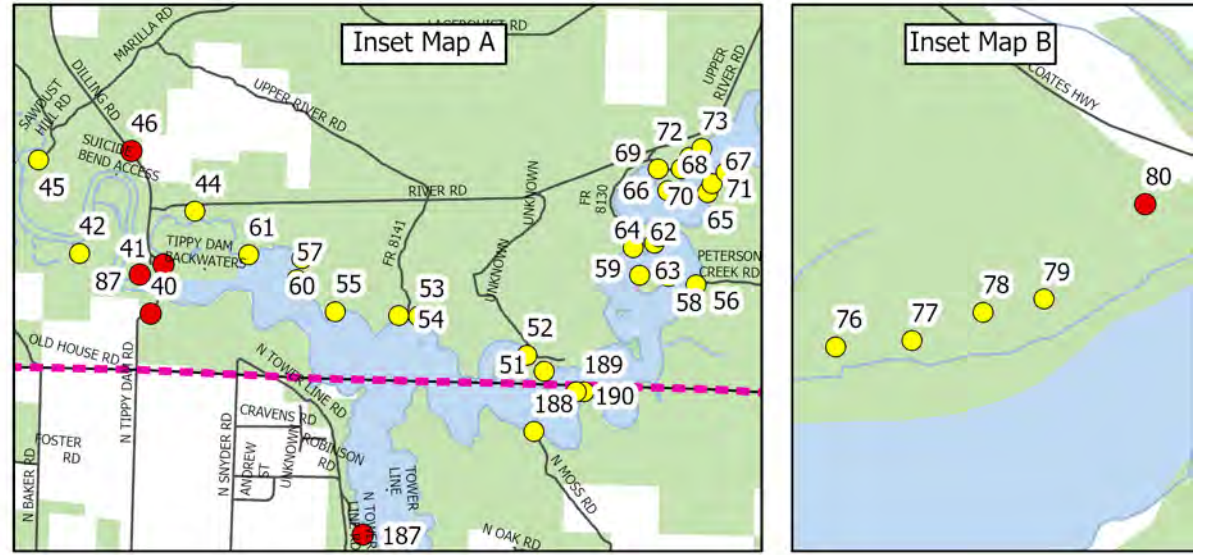 Inset Map A
LAGERQUIST RD
MARILLA RD
DILLING RD
UPPER RIVER RD
UPPER
RIVER RD
SAWDUST
HILL RD
46
SUICIDE
BEND ACCESS
45
44
RIVER RD
UNKNOWN
72
73
69
68
67
66
70
71
65
FR
8130
42
41
TIPPY DAM
BACKWATERS
61
57
FR 8141
64
62
87
40
60
55
53
54
UNKNOWN
59
63
PETERSON
CREEK RD
58
56
OLD HOUSE RD
N TIPPY DAM RD
N TOWER LINE RD
52
51
189
190
188
N BAKER RD
FOSTER
RD
N SNYDER RD
CRAVENS RD
ROBINSON
RD
ANDREW
ST
UNKNOWN
TOWER
LINE
N TOWER
LINE RD
187
N MOSS RD
N OAK RD
Inset Map B
COATES HWY
80
76
77
78
79